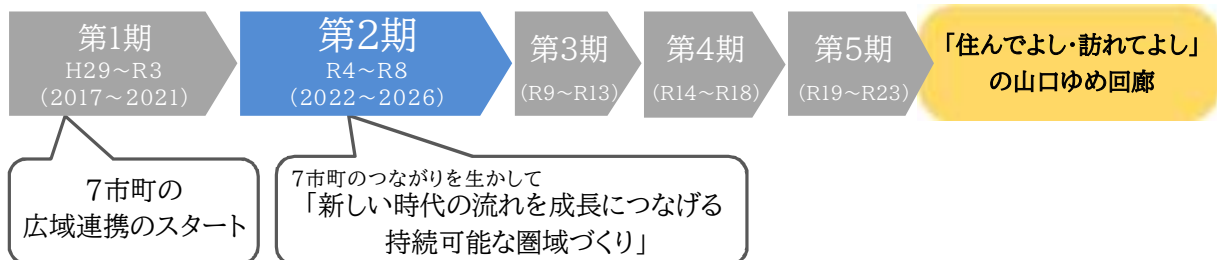 第1期
H29～R3
(2017～2021)
第2期
R4～R8
(2022～2026)
第3期
(R9～R13)
第4期
(R14～R18)
第5期
(R19～R23)
「住んでよし・訪れてよし」
の山口ゆめ回廊
7市町の
広域連携のスタート
7市町のつながりを生かして
「新しい時代の流れを成長につなげる
持続可能な圏域づくり」